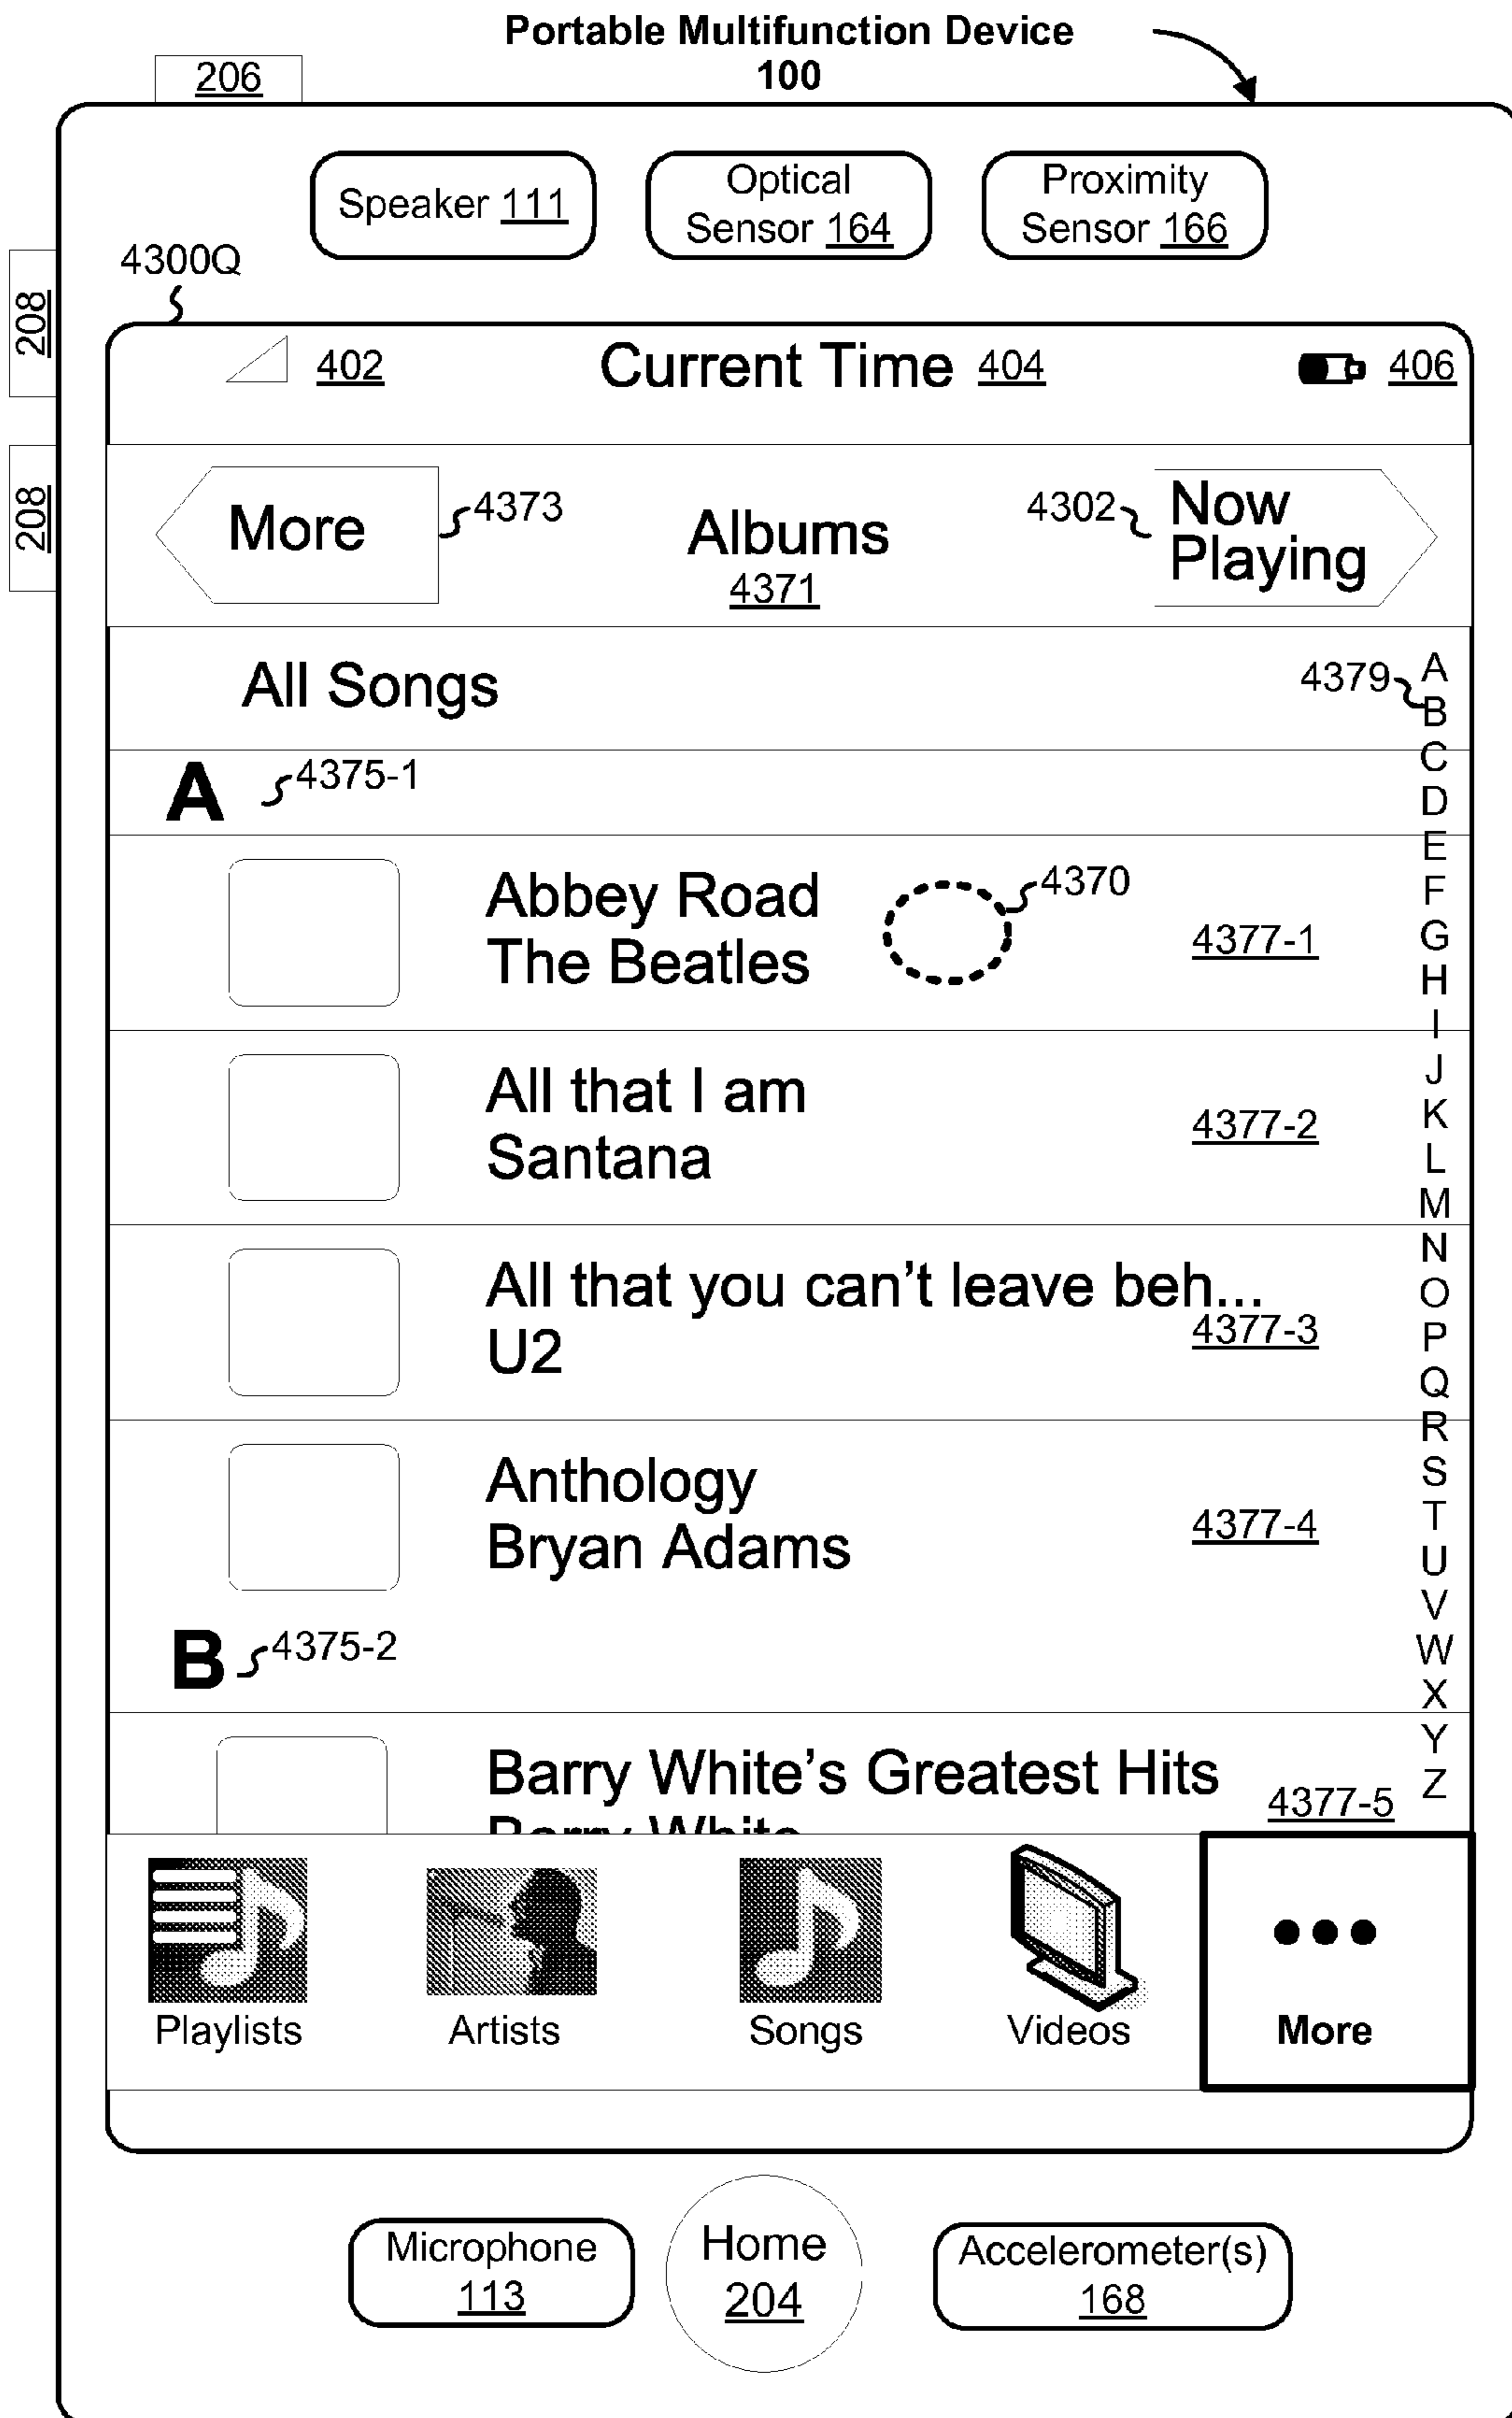 Portable Multifunction Device
100
206
Speaker 111
Optical
Sensor 164
Proximity
Sensor 166
208
208
4300Q
402
Current Time 404
406
More
4373
Albums
4371
4302
Now
Playing
All Songs
4379
A
B
C
D
E
F
G
H
I
J
K
L
M
N
O
P
Q
R
S
T
U
V
W
X
Y
Z
A
4375-1
Abbey Road
The Beatles
4370
4377-1
All that I am
Santana
4377-2
All that you can't leave beh...
U2
4377-3
Anthology
Bryan Adams
4377-4
B
4375-2
Barry White's Greatest Hits
Barry White
4377-5
Playlists
Artists
Songs
Videos
More
Microphone
113
Home
204
Accelerometer(s)
168